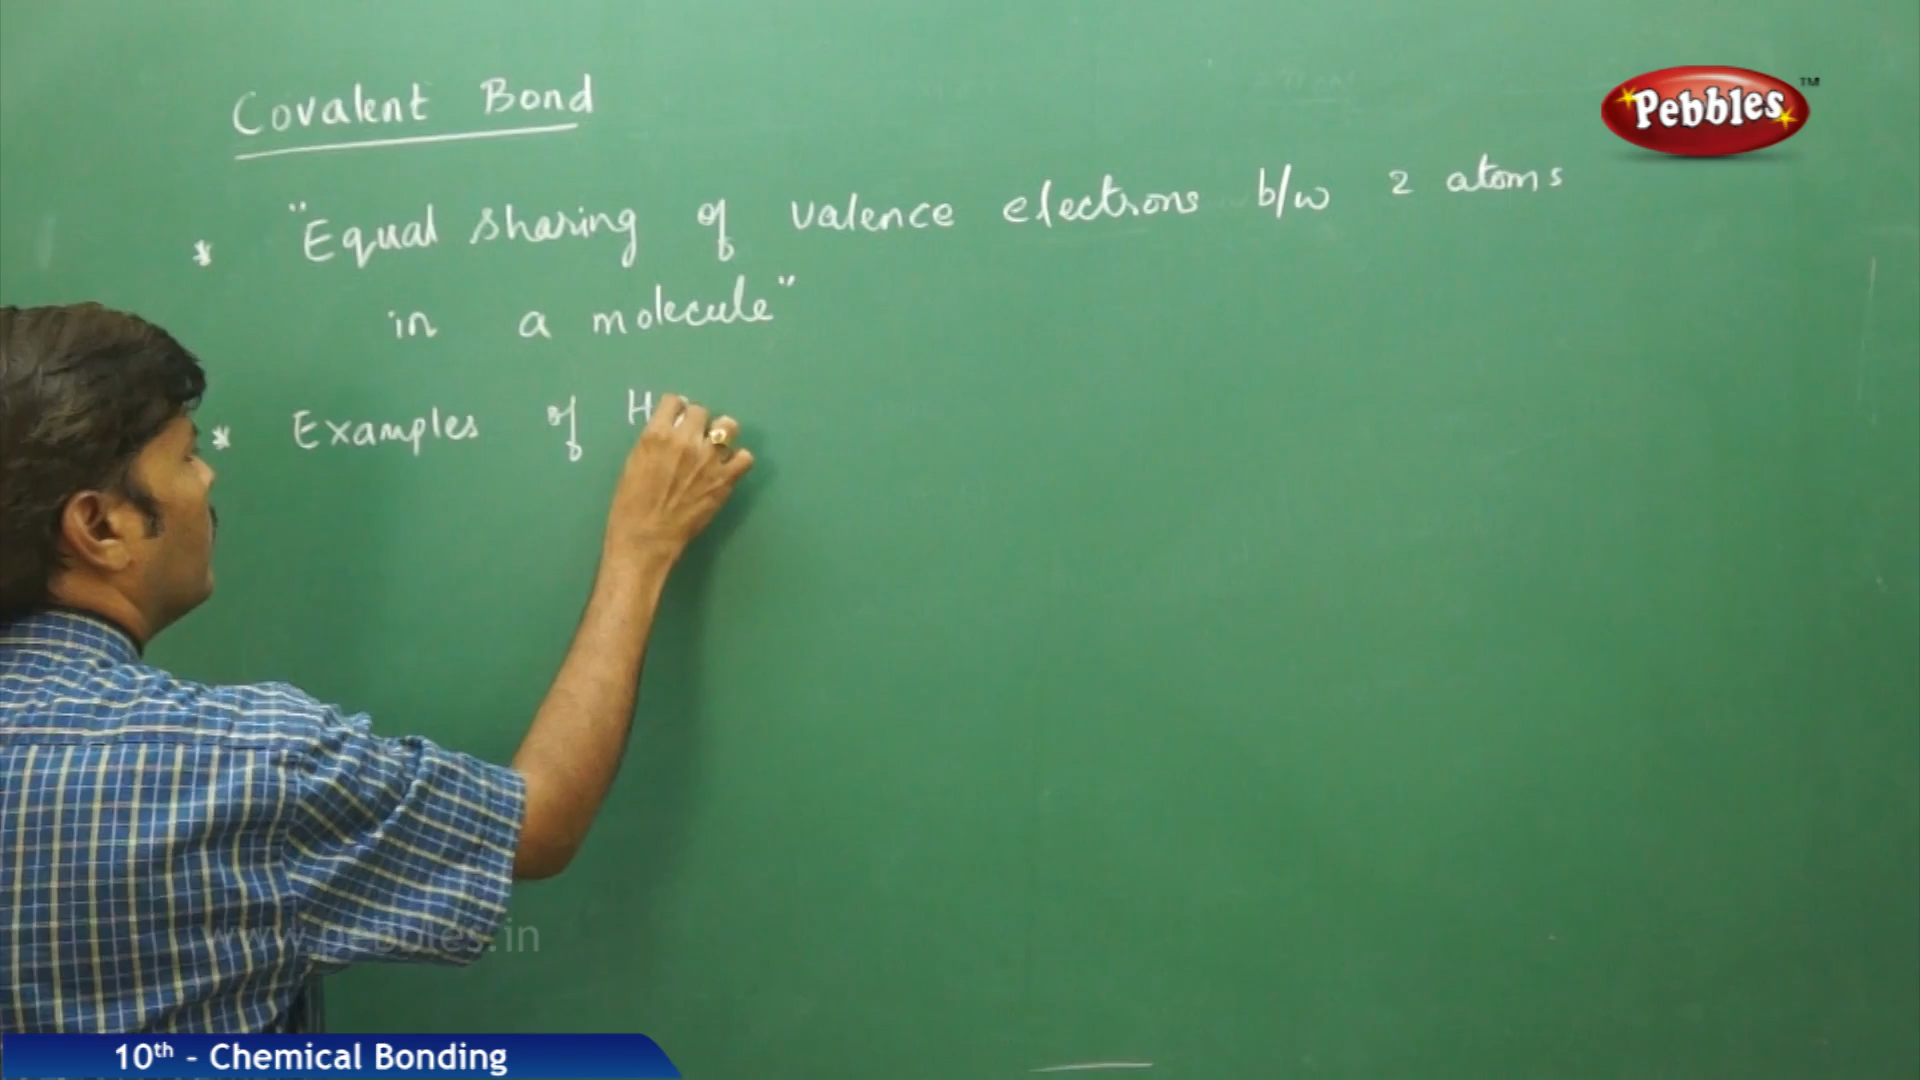 Covalent Bond
Pebbles™
* "Equal sharing of valence electrons b/w 2 atoms
in a molecule"
* Examples of
www.pebbles.in
10th - Chemical Bonding